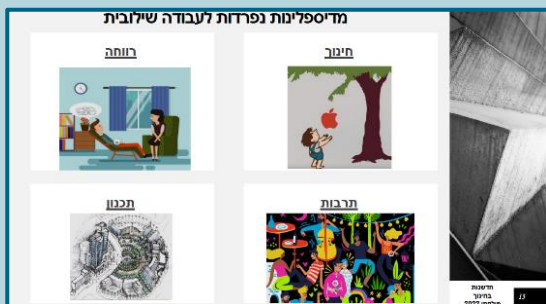 מדיספלינות נפרדות לעבודה שילובית
חינוך
רווחה
תרבות
תכנון
חדשנות
בחינוך
13